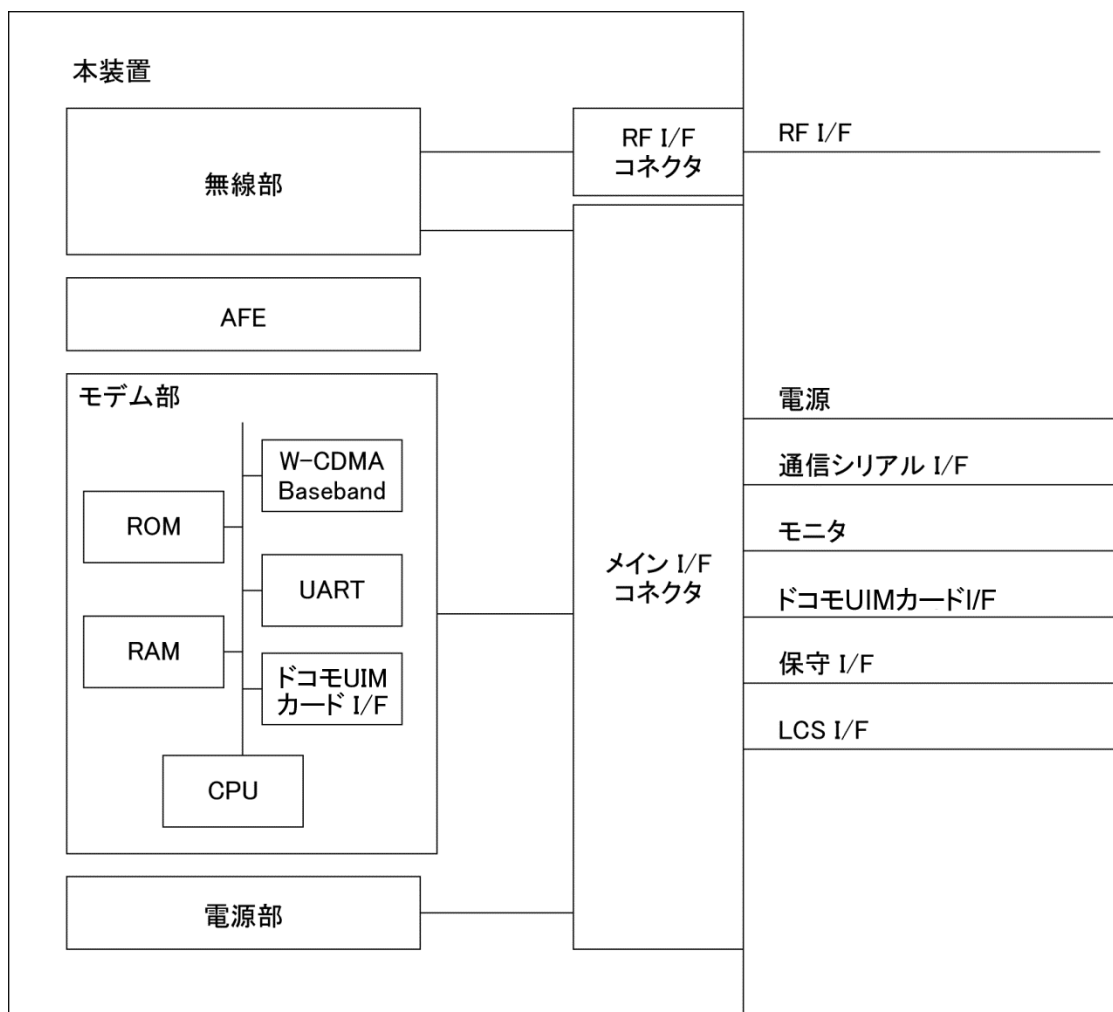 本装置
無線部
RF I/F
コネクタ
RF I/F
AFE
モデム部
W-CDMA
Baseband
ROM
UART
RAM
ドコモUIM
カード I/F
CPU
電源部
メイン I/F
コネクタ
電源
通信シリアル I/F
モニタ
ドコモUIMカードI/F
保守 I/F
LCS I/F